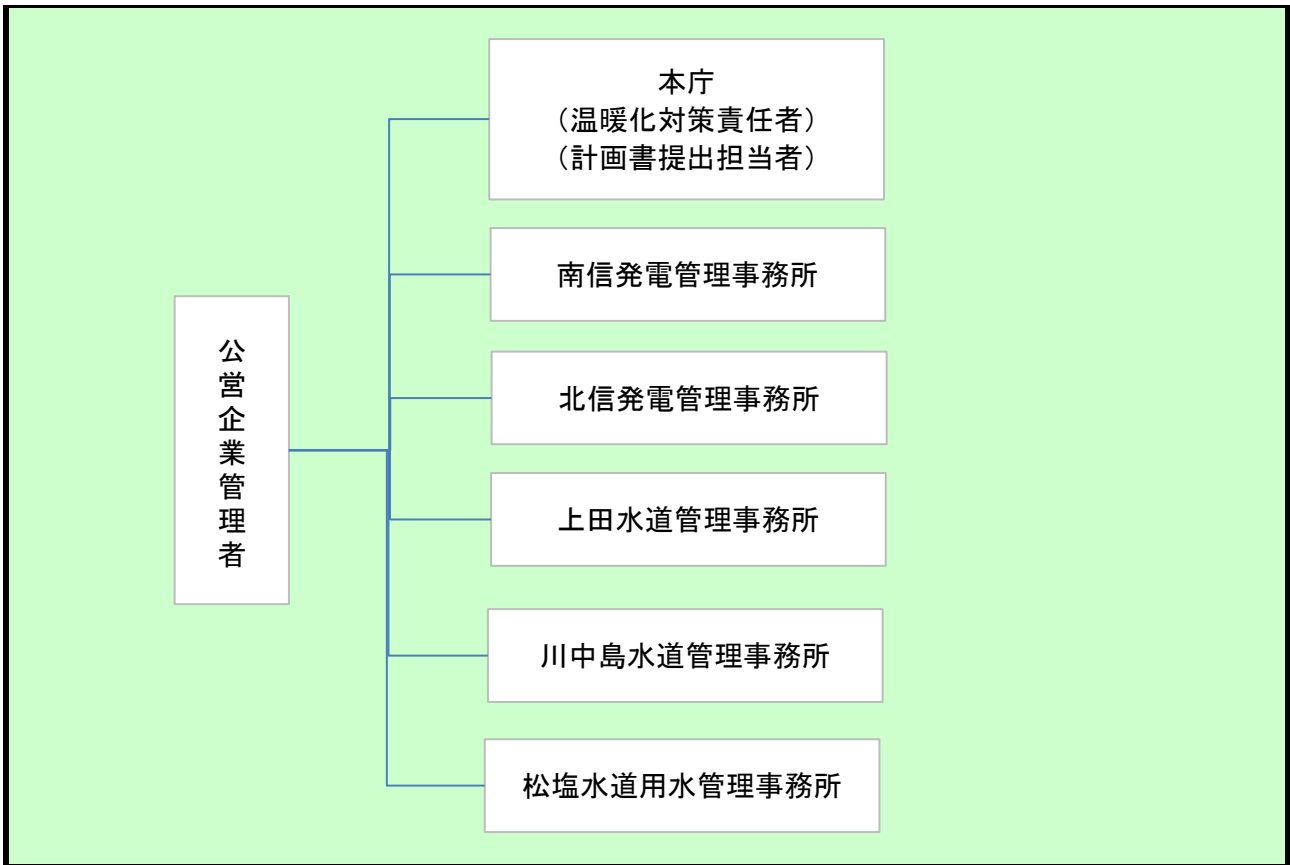 本庁
（温暖化対策責任者）
（計画書提出担当者）
南信発電管理事務所
北信発電管理事務所
公営企業管理者
上田水道管理事務所
川中島水道管理事務所
松塩水道用水管理事務所